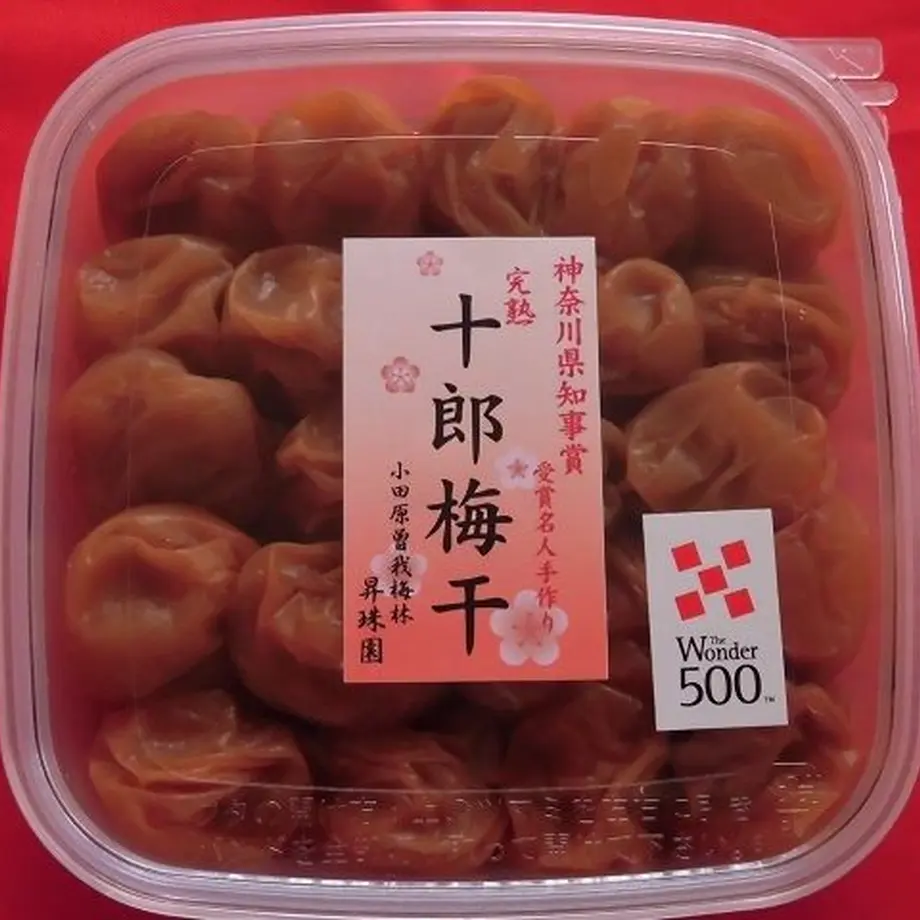 神奈川県知事賞
受賞名人手作り
完熟
十郎梅干
小田原曽我梅林
昇珠園
The
Wonder
500™